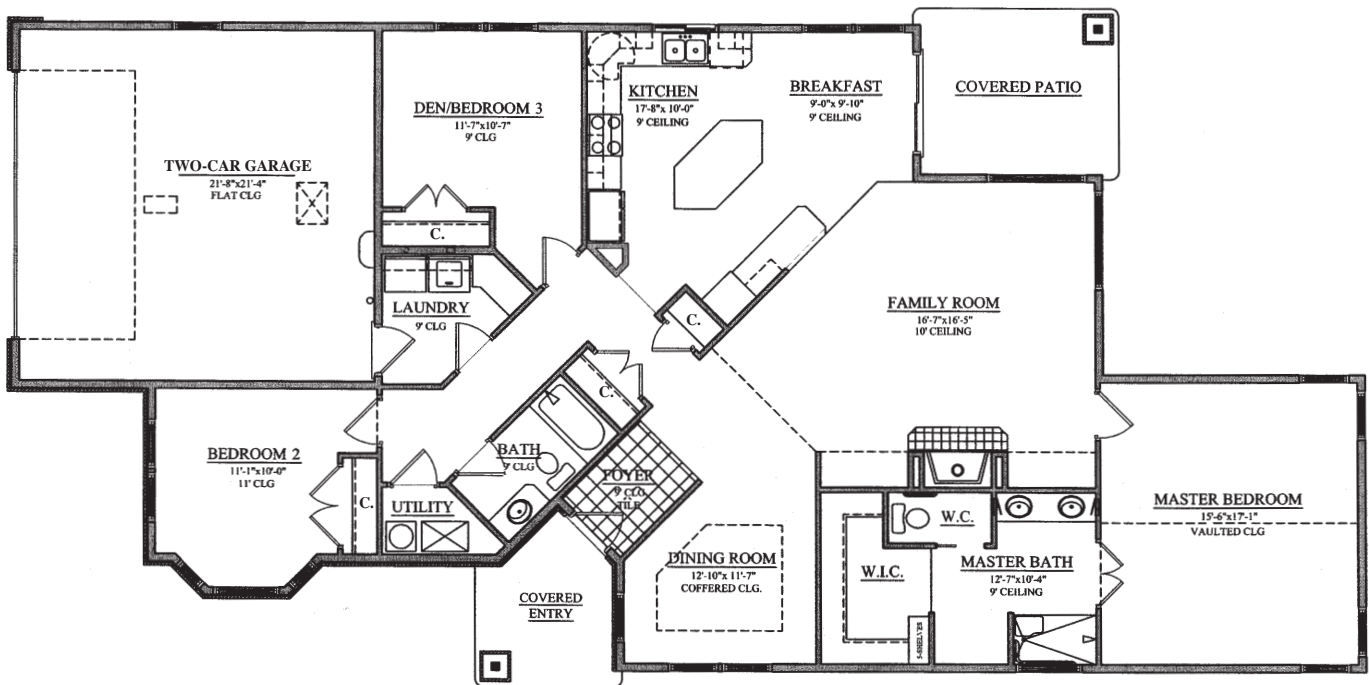 TWO-CAR GARAGE
21'-8"x21'-4"
FLAT CLG
DEN/BEDROOM 3
11'-7"x10'-7"
9' CLG
C.
KITCHEN
17'-8"x 10'-0"
9' CEILING
BREAKFAST
9'-0"x 9'-10"
9' CEILING
COVERED PATIO
LAUNDRY
9' CLG
C.
FAMILY ROOM
16'-7"x16'-5"
10' CEILING
BEDROOM 2
11'-1"x10'-0"
11' CLG
C.
UTILITY
BATH
9' CLG
C.
FOYER
9' CLG.
TILE
COVERED
ENTRY
DINING ROOM
12'-10"x 11'-7"
COFFERED CLG.
W.I.C.
5-SHELVES
W.C.
MASTER BATH
12'-7"x10'-4"
9' CEILING
MASTER BEDROOM
15'-6"x17'-1"
VAULTED CLG